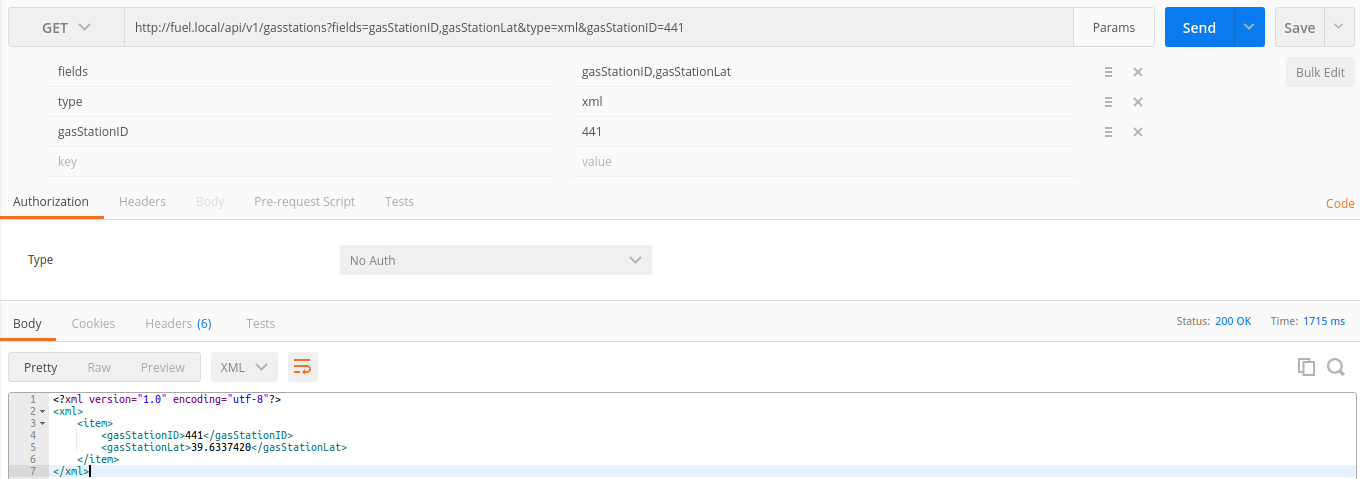 GET http://fuel.local/api/v1/gasstations?fields=gasStationID,gasStationLat&type=xml&gasStationID=441 Params Send Save
fields gasStationID,gasStationLat Bulk Edit
type xml
gasStationID 441
key value
Authorization Headers Body Pre-request Script Tests Code
Type No Auth
Body Cookies Headers (6) Tests Status: 200 OK Time: 1715 ms
Pretty Raw Preview XML
1 <?xml version="1.0" encoding="utf-8"?>
2 <xml>
3 <item>
4 <gasStationID>441</gasStationID>
5 <gasStationLat>39.6337420</gasStationLat>
6 </item>
7 </xml>